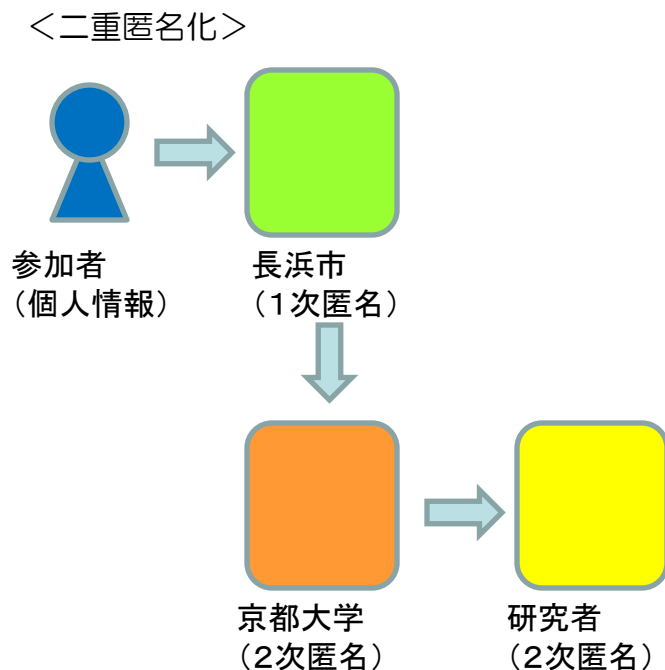 ＜二重匿名化＞
参加者
（個人情報）
長浜市
（１次匿名）
京都大学
（２次匿名）
研究者
（２次匿名）